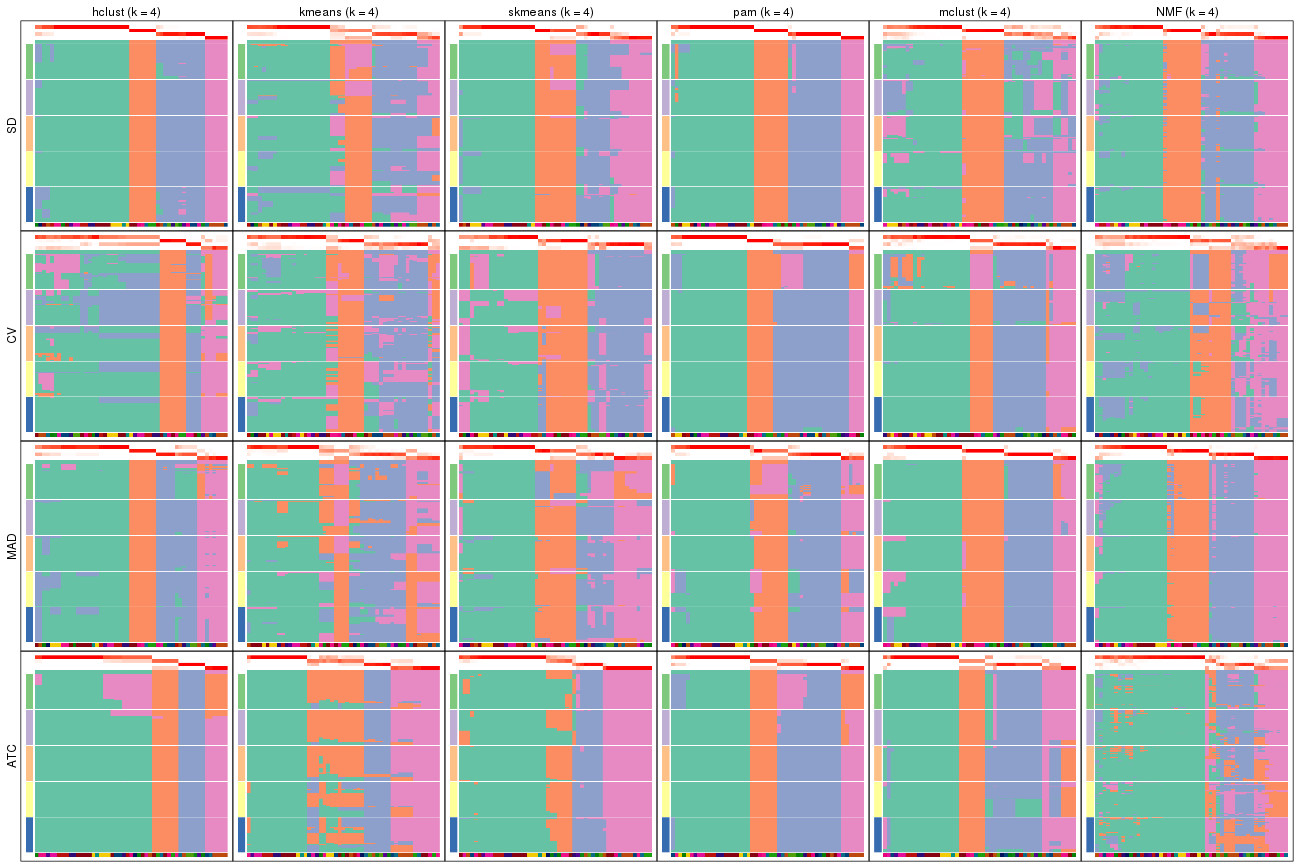 hclust (k = 4) kmeans (k = 4) skmeans (k = 4) pam (k = 4) mclust (k = 4) NMF (k = 4)
SD
CV
MAD
ATC